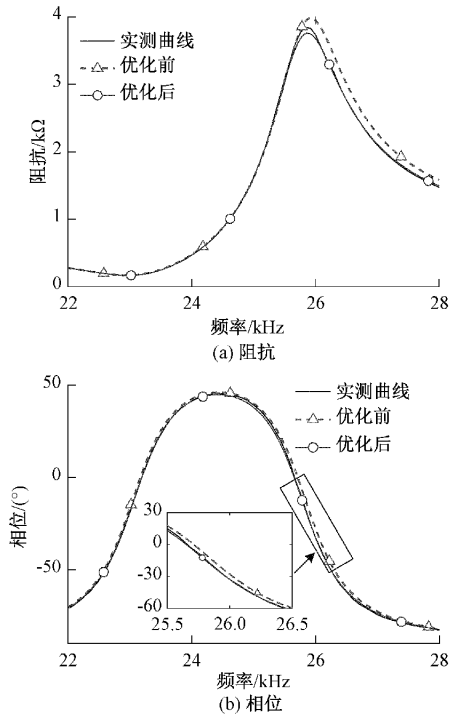 4
3
2
1
0
阻抗/kΩ
实测曲线
优化前
优化后
22 24 26 28
频率/kHz
(a) 阻抗
50
0
-50
相位/(°)
实测曲线
优化前
优化后
30
0
-30
-60
25.5 26.0 26.5
22 24 26 28
频率/kHz
(b) 相位